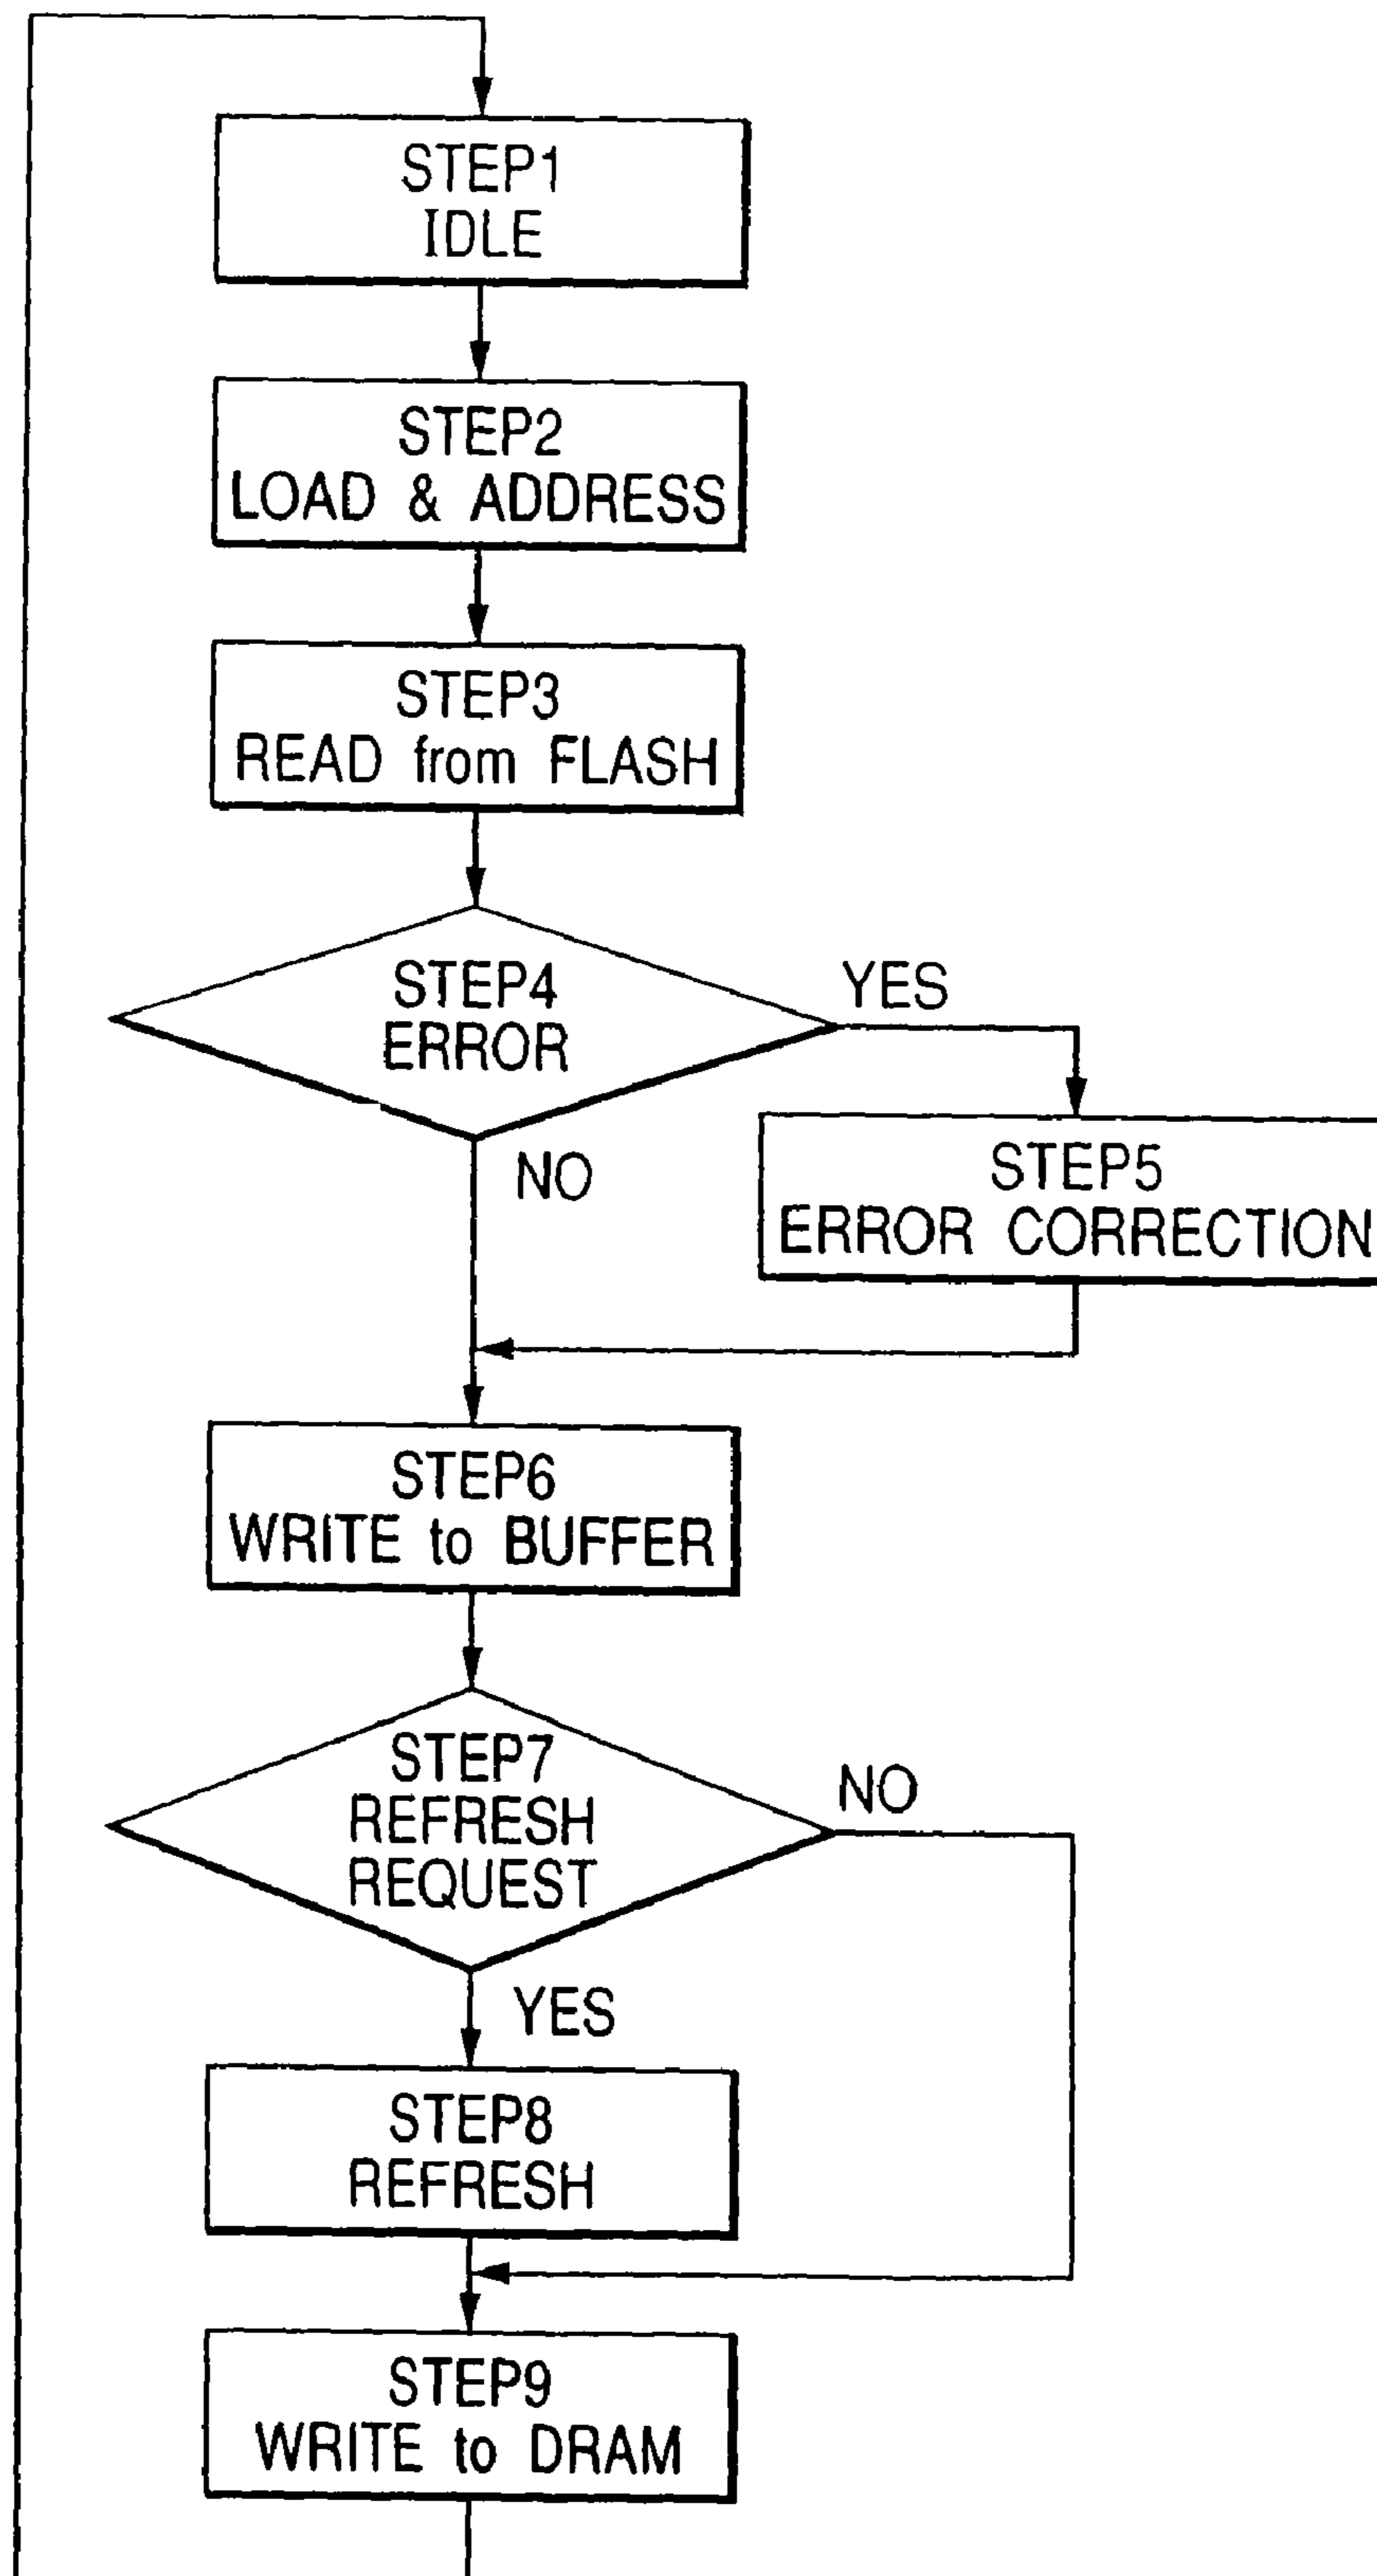 STEP1
IDLE
STEP2
LOAD & ADDRESS
STEP3
READ from FLASH
STEP4
ERROR
YES
NO
STEP5
ERROR CORRECTION
STEP6
WRITE to BUFFER
STEP7
REFRESH
REQUEST
NO
YES
STEP8
REFRESH
STEP9
WRITE to DRAM